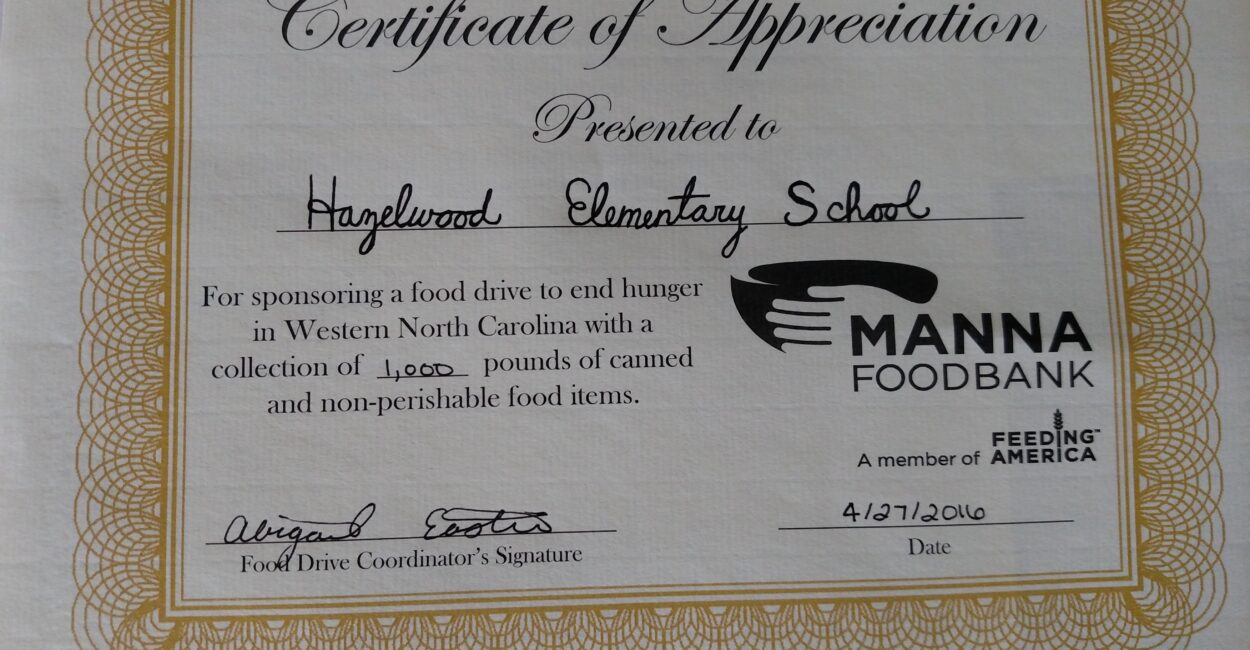 Certificate of Appreciation
Presented to
Hazelwood Elementary School
For sponsoring a food drive to end hunger
in Western North Carolina with a
collection of 1,000 pounds of canned
and non-perishable food items.
MANNA
FOODBANK
A member of FEEDING™
AMERICA
4/27/2016
Abigail
Food Drive Coordinator's Signature
Date